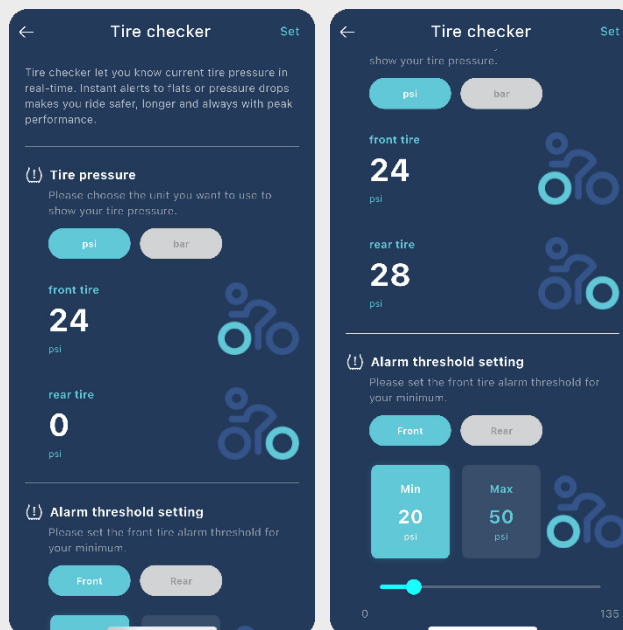 Tire checker
Set
Tire checker let you know current tire pressure in
real-time. Instant alerts to flats or pressure drops
makes you ride safer, longer and always with peak
performance.
Tire pressure
Please choose the unit you want to use to
show your tire pressure.
psi
bar
front tire
24
psi
rear tire
0
psi
Alarm threshold setting
Please set the front tire alarm threshold for
your minimum.
Front
Rear
Tire checker
Set
show your tire pressure.
psi
bar
front tire
24
psi
rear tire
28
psi
Alarm threshold setting
Please set the front tire alarm threshold for
your minimum.
Front
Rear
Min
20
psi
Max
50
psi
0
135